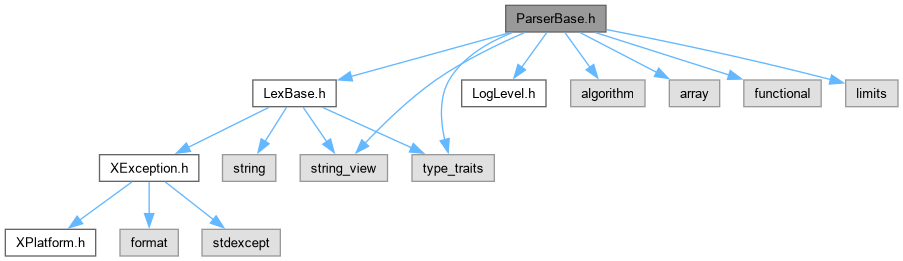 ParserBase.h
LexBase.h
LogLevel.h
algorithm
array
functional
limits
XException.h
string
string_view
type_traits
XPlatform.h
format
stdexcept